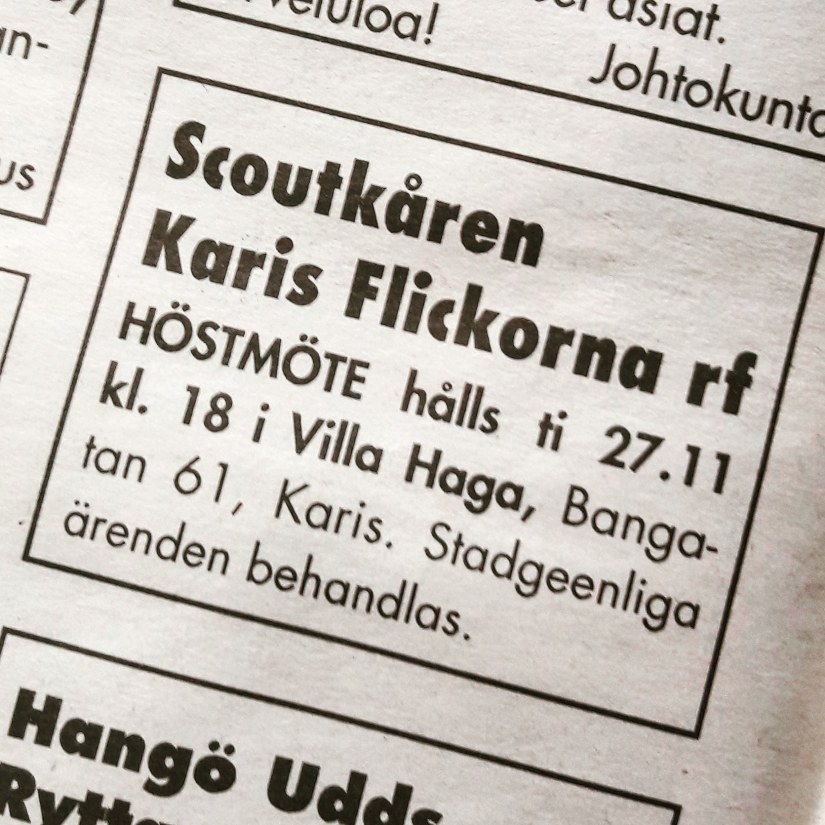 asiat.
Johtokunta
Scoutkåren
Karis Flickorna rf
HÖSTMÖTE hålls ti 27.11
kl. 18 i Villa Haga, Banga-
tan 61, Karis. Stadgeenliga
ärenden behandlas.
Hangö Udds